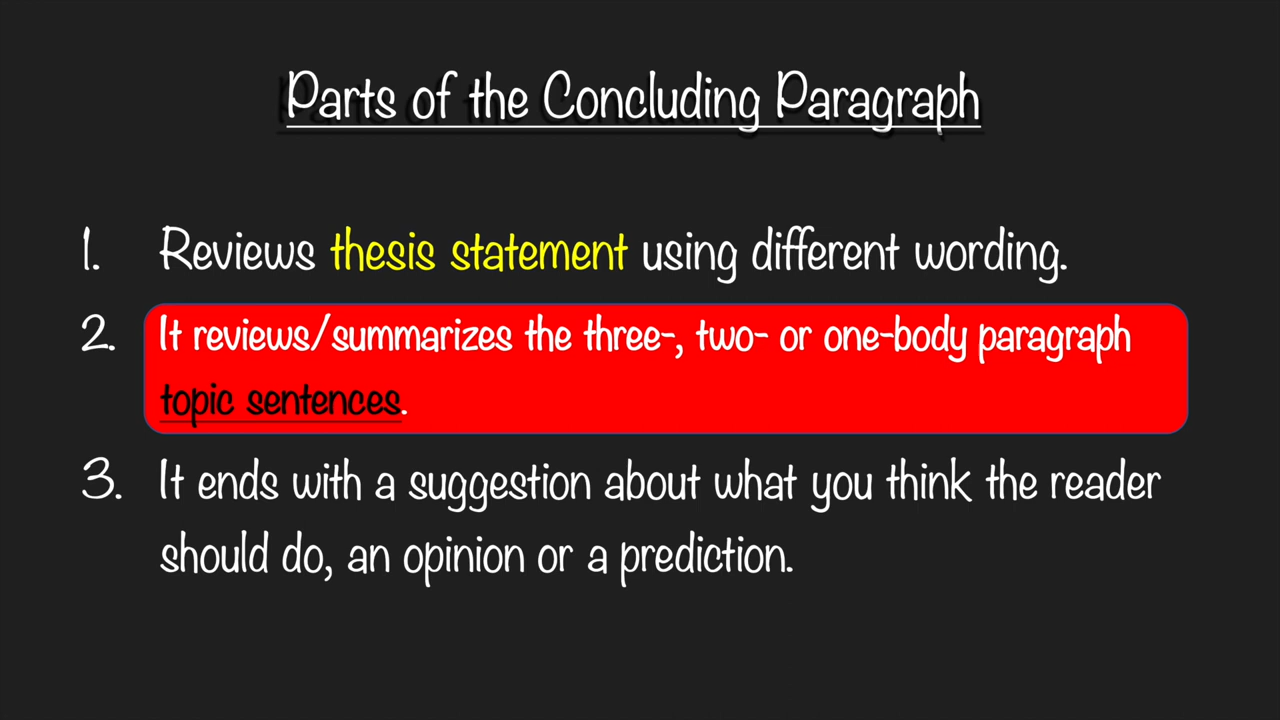 Parts of the Concluding Paragraph
1. Reviews thesis statement using different wording.
2. It reviews/summarizes the three-, two- or one-body paragraph
topic sentences.
3. It ends with a suggestion about what you think the reader
should do, an opinion or a prediction.